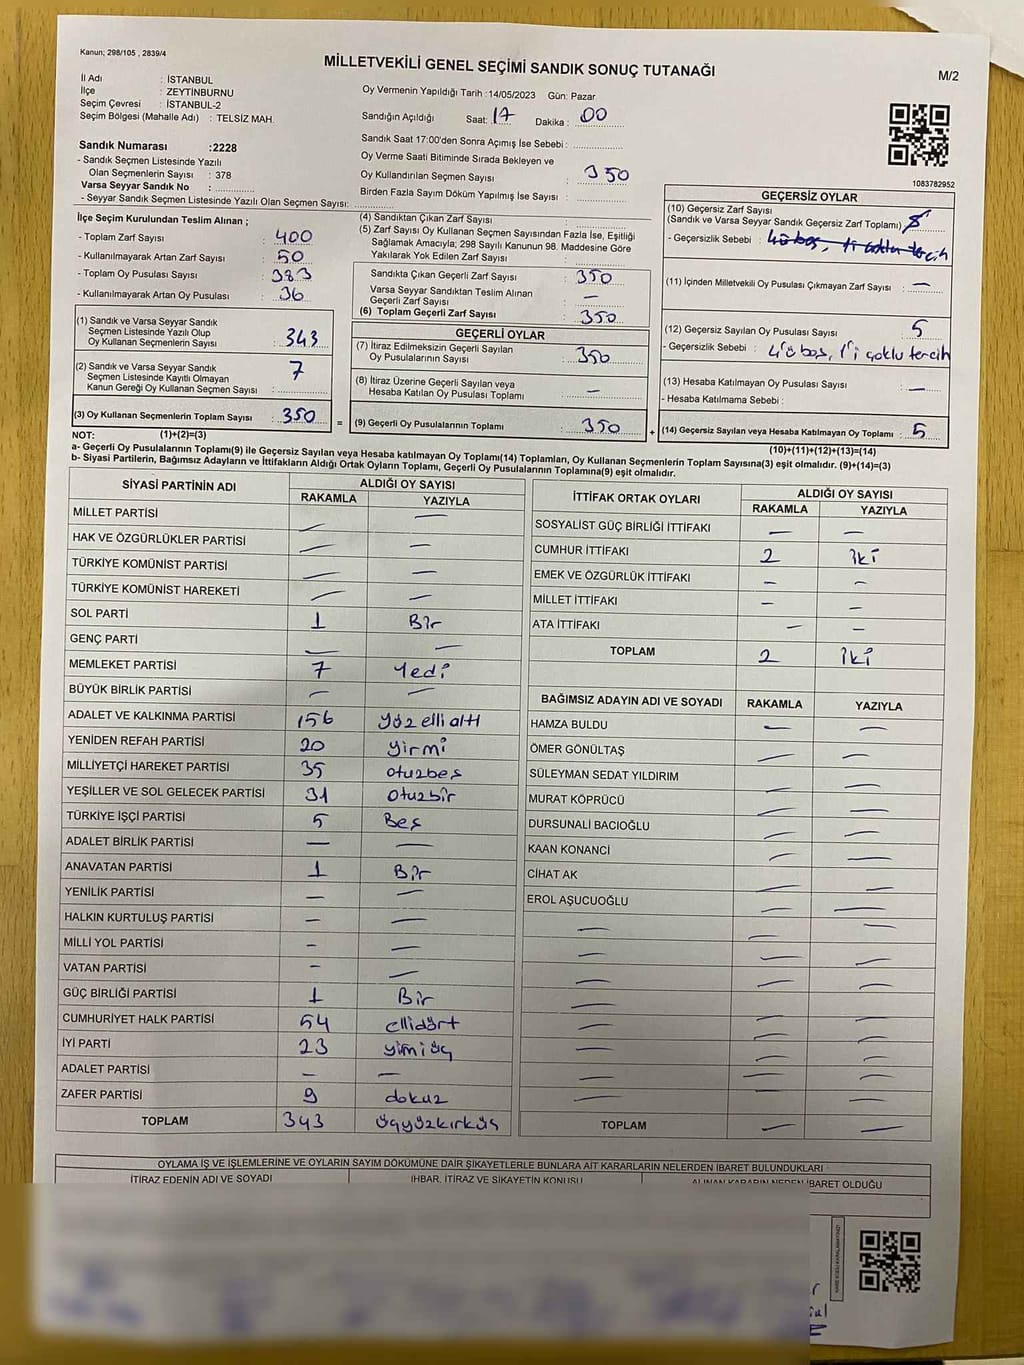 Kanun; 298/105 , 2839/4
MİLLETVEKİLİ GENEL SEÇİMİ SANDIK SONUÇ TUTANAĞI
M/2
İl Adı : İSTANBUL
İlçe : ZEYTİNBURNU
Seçim Çevresi : İSTANBUL-2
Seçim Bölgesi (Mahalle Adı) : TELSİZ MAH.
Oy Vermenin Yapıldığı Tarih :14/05/2023 Gün: Pazar
Sandığın Açıldığı Saat: 17 Dakika : 00
Sandık Saat 17:00'den Sonra Açımış İse Sebebi :
Oy Verme Saati Bitiminde Sırada Bekleyen ve
Oy Kullandırılan Seçmen Sayısı : 350
Birden Fazla Sayım Döküm Yapılmış İse Sayısı :
Sandık Numarası :2228
- Sandık Seçmen Listesinde Yazılı
Olan Seçmenlerin Sayısı : 378
Varsa Seyyar Sandık No :
- Seyyar Sandık Seçmen Listesinde Yazılı Olan Seçmen Sayısı:
1083782952
İlçe Seçim Kurulundan Teslim Alınan ;
- Toplam Zarf Sayısı : 400
- Kullanılmayarak Artan Zarf Sayısı : 50
- Toplam Oy Pusulası Sayısı : 383
- Kullanılmayarak Artan Oy Pusulası : 36
(1) Sandık ve Varsa Seyyar Sandık
Seçmen Listesinde Yazılı Olup
Oy Kullanan Seçmenlerin Sayısı : 343
(2) Sandık ve Varsa Seyyar Sandık
Seçmen Listesinde Kayıtlı Olmayan
Kanun Gereği Oy Kullanan Seçmen Sayısı : 7
(3) Oy Kullanan Seçmenlerin Toplam Sayısı : 350
(4) Sandıktan Çıkan Zarf Sayısı :
(5) Zarf Sayısı Oy Kullanan Seçmen Sayısından Fazla İse, Eşitliği
Sağlamak Amacıyla; 298 Sayılı Kanunun 98. Maddesine Göre
Yakılarak Yok Edilen Zarf Sayısı :
Sandıkta Çıkan Geçerli Zarf Sayısı : 350
Varsa Seyyar Sandıktan Teslim Alınan
Geçerli Zarf Sayısı : —
(6) Toplam Geçerli Zarf Sayısı : 350
GEÇERLİ OYLAR
(7) İtiraz Edilmeksizin Geçerli Sayılan
Oy Pusulalarının Sayısı : 350
(8) İtiraz Üzerine Geçerli Sayılan veya
Hesaba Katılan Oy Pusulası Toplamı : —
= (9) Geçerli Oy Pusulalarının Toplamı : 350
GEÇERSİZ OYLAR
(10) Geçersiz Zarf Sayısı
(Sandık ve Varsa Seyyar Sandık Geçersiz Zarf Toplamı) : 5
- Geçersizlik Sebebi : 4ü boş, 1'i çoklu tercih
(11) İçinden Milletvekili Oy Pusulası Çıkmayan Zarf Sayısı : —
(12) Geçersiz Sayılan Oy Pusulası Sayısı : 5
- Geçersizlik Sebebi : 4'ü boş, 1'i çoklu tercih
(13) Hesaba Katılmayan Oy Pusulası Sayısı : —
- Hesaba Katılmama Sebebi :
+ (14) Geçersiz Sayılan veya Hesaba Katılmayan Oy Toplamı : 5
NOT: (1)+(2)=(3)
(10)+(11)+(12)+(13)=(14)
a- Geçerli Oy Pusulalarının Toplamı(9) ile Geçersiz Sayılan veya Hesaba katılmayan Oy Toplamı(14) Toplamları, Oy Kullanan Seçmenlerin Toplam Sayısına(3) eşit olmalıdır. (9)+(14)=(3)
b- Siyasi Partilerin, Bağımsız Adayların ve İttifakların Aldığı Ortak Oyların Toplamı, Geçerli Oy Pusulalarının Toplamına(9) eşit olmalıdır.
SİYASİ PARTİNİN ADI ALDIĞI OY SAYISI
RAKAMLA YAZIYLA
MİLLET PARTİSİ — —
HAK VE ÖZGÜRLÜKLER PARTİSİ — —
TÜRKİYE KOMÜNİST PARTİSİ — —
TÜRKİYE KOMÜNİST HAREKETİ — —
SOL PARTİ 1 Bir
GENÇ PARTİ — —
MEMLEKET PARTİSİ 7 Yedi
BÜYÜK BİRLİK PARTİSİ — —
ADALET VE KALKINMA PARTİSİ 156 yüz elli altı
YENİDEN REFAH PARTİSİ 20 yirmi
MİLLİYETÇİ HAREKET PARTİSİ 35 otuzbeş
YEŞİLLER VE SOL GELECEK PARTİSİ 31 otuzbir
TÜRKİYE İŞÇİ PARTİSİ 5 Beş
ADALET BİRLİK PARTİSİ — —
ANAVATAN PARTİSİ 1 Bir
YENİLİK PARTİSİ — —
HALKIN KURTULUŞ PARTİSİ — —
MİLLİ YOL PARTİSİ - —
VATAN PARTİSİ - —
GÜÇ BİRLİĞİ PARTİSİ 1 Bir
CUMHURİYET HALK PARTİSİ 54 ellidört
İYİ PARTİ 23 yirmiüç
ADALET PARTİSİ — —
ZAFER PARTİSİ 9 dokuz
TOPLAM 343 üçyüzkırküç
İTTİFAK ORTAK OYLARI ALDIĞI OY SAYISI
RAKAMLA YAZIYLA
SOSYALİST GÜÇ BİRLİĞİ İTTİFAKI — —
CUMHUR İTTİFAKI 2 iki
EMEK VE ÖZGÜRLÜK İTTİFAKI — —
MİLLET İTTİFAKI — —
ATA İTTİFAKI — —
TOPLAM 2 iki
BAĞIMSIZ ADAYIN ADI VE SOYADI RAKAMLA YAZIYLA
HAMZA BULDU — —
ÖMER GÖNÜLTAŞ — —
SÜLEYMAN SEDAT YILDIRIM — —
MURAT KÖPRÜCÜ — —
DURSUNALİ BACIOĞLU — —
KAAN KONANCİ — —
CİHAT AK — —
EROL AŞUCUOĞLU — —
TOPLAM — —
OYLAMA İŞ VE İŞLEMLERİNE VE OYLARIN SAYIM DÖKÜMÜNE DAİR ŞİKAYETLERLE BUNLARA AİT KARARLARIN NELERDEN İBARET BULUNDUKLARI
İTİRAZ EDENİN ADI VE SOYADI İHBAR, İTİRAZ VE ŞİKAYETİN KONUSU ALINAN KARARIN NEDEN İBARET OLDUĞU